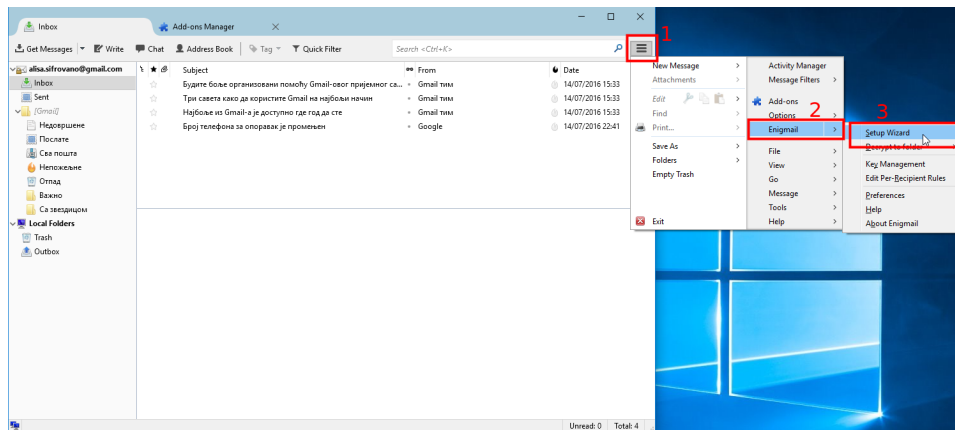 Inbox
Add-ons Manager
1
Get Messages Write Chat Address Book Tag Quick Filter Search <Ctrl+K>
alisa.sifrovano@gmail.com
Inbox
Sent
[Gmail]
Недовршене
Послате
Сва пошта
Непожељне
Отпад
Важно
Са звездицом
Local Folders
Trash
Outbox
Subject From Date
Будите боље организовани помоћу Gmail-овог пријемног са... Gmail тим 14/07/2016 15:33
Три савета како да користите Gmail на најбољи начин Gmail тим 14/07/2016 15:33
Најбоље из Gmail-а је доступно где год да сте Gmail тим 14/07/2016 15:33
Број телефона за опоравак је промењен Google 14/07/2016 22:41
New Message
Attachments
Edit
Find
Print...
Save As
Folders
Empty Trash
Exit
Activity Manager
Message Filters
Add-ons
Options
2
Enigmail
File
View
Go
Message
Tools
Help
3
Setup Wizard
Decrypt to folder
Key Management
Edit Per-Recipient Rules
Preferences
Help
About Enigmail
Unread: 0 Total: 4